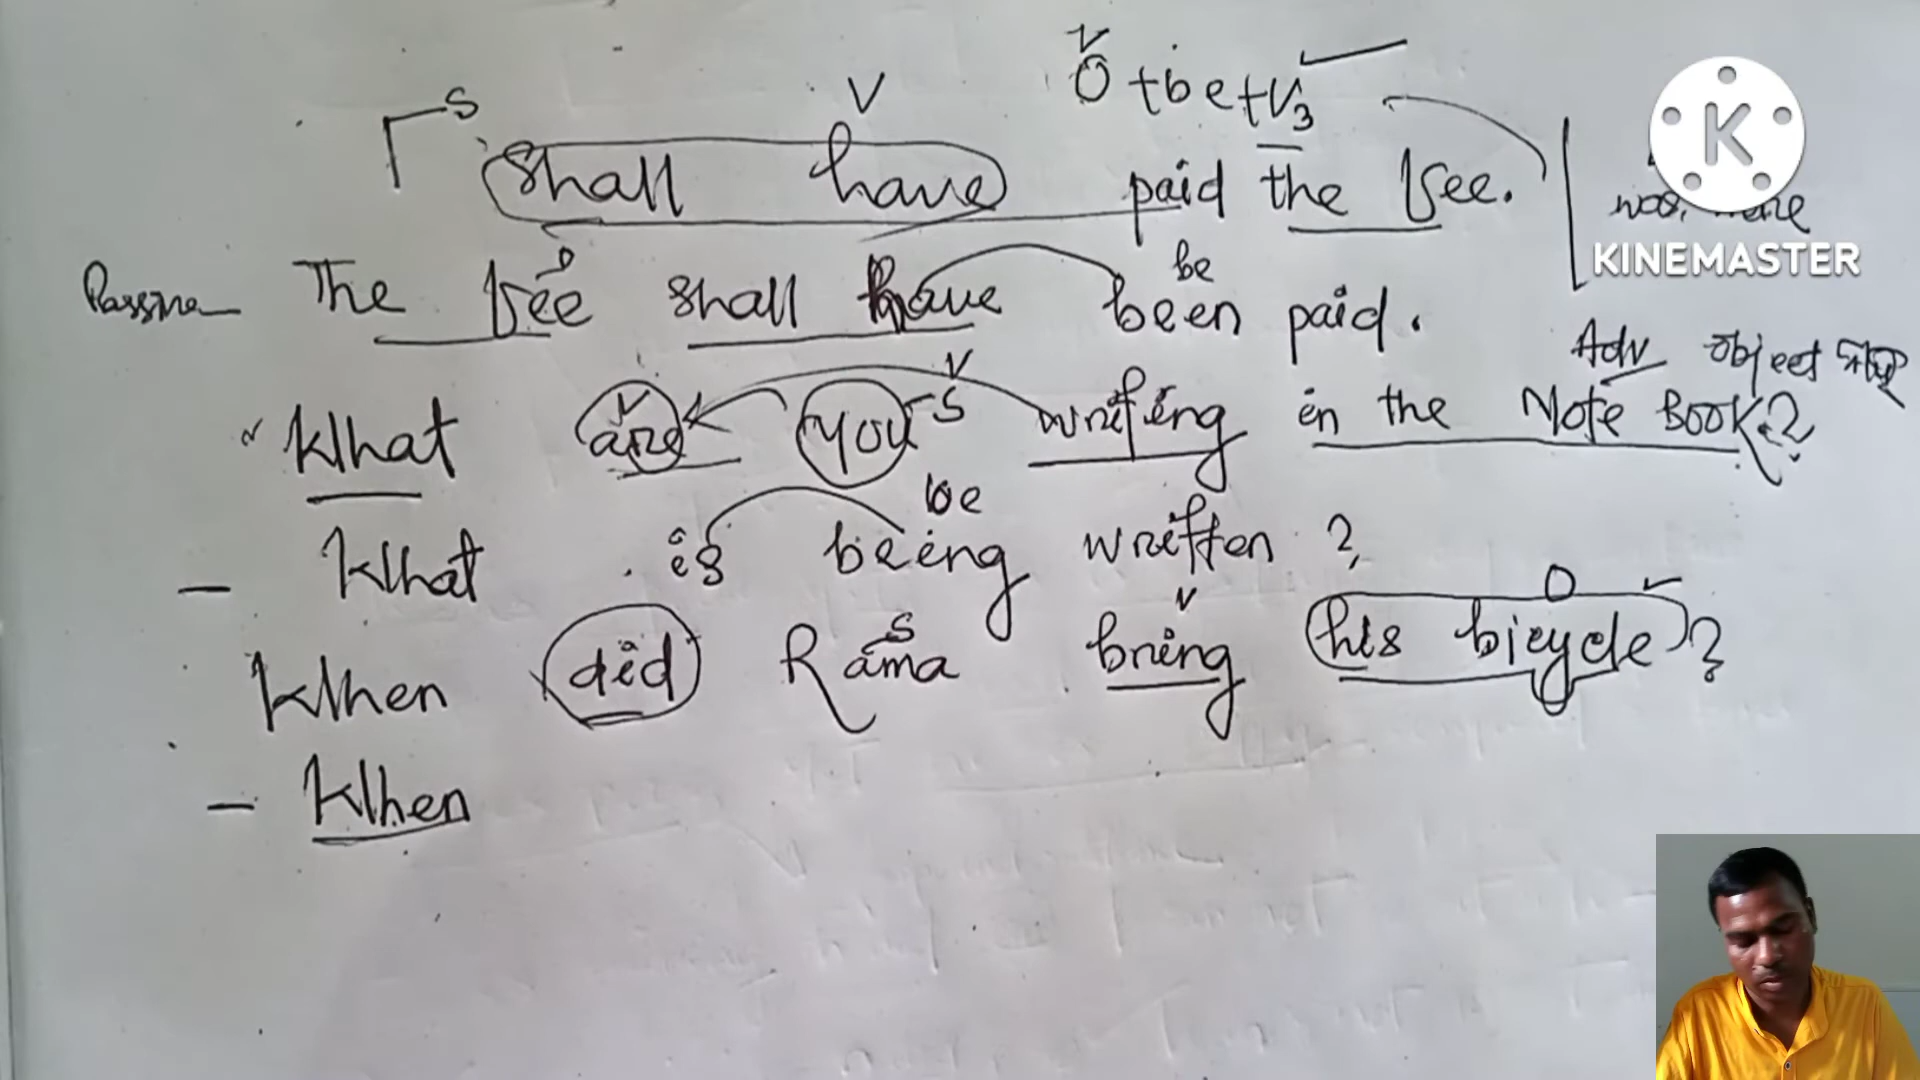 V
O + be + V3
S
V
I shall have paid the fee.
was, were
KINEMASTER
Passive — The fee shall have been paid.
O
be
Adv object
V
V
S
What are you writing in the Note Book?
be
— What is being written ?
O
S
V
When did Rama bring his bicycle ?
— When